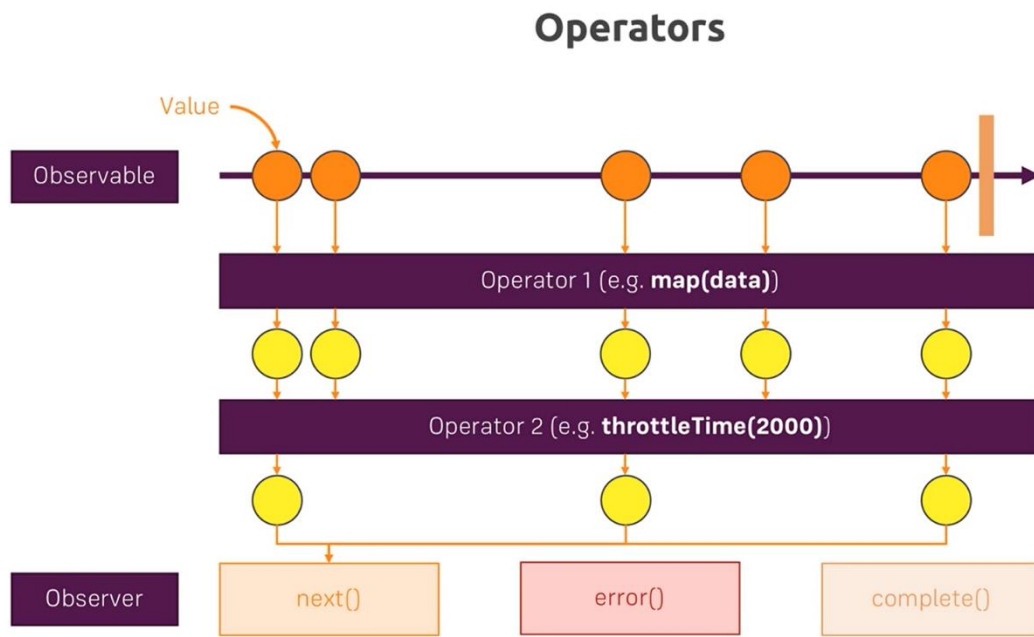 Operators
Value
Observable
Operator 1 (e.g. map(data))
Operator 2 (e.g. throttleTime(2000))
Observer
next()
error()
complete()